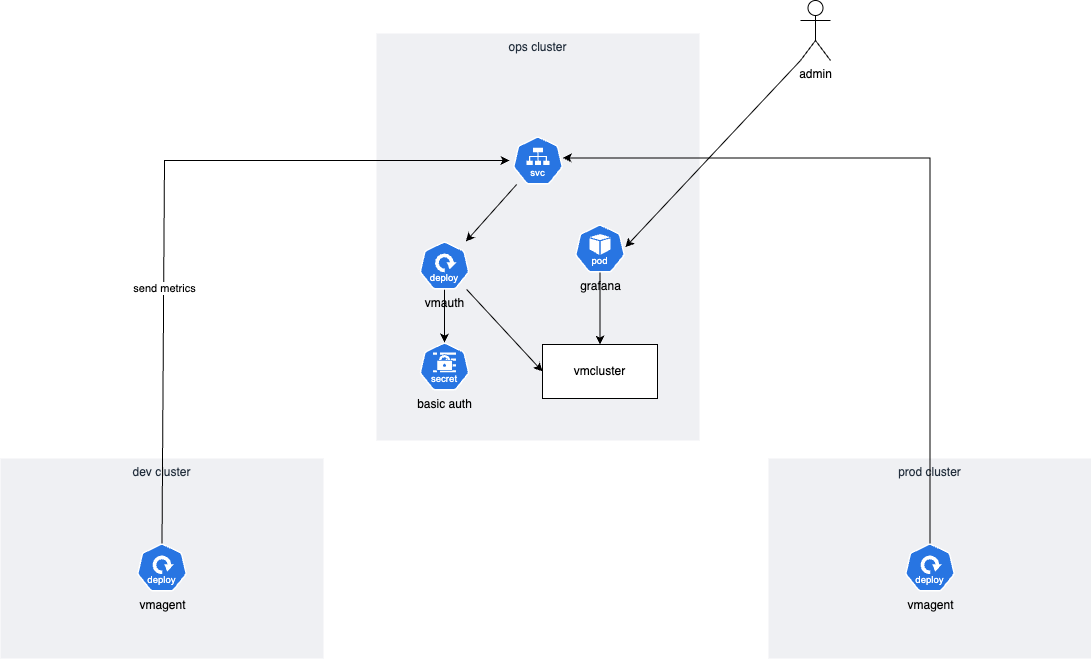 admin
ops cluster
svc
deploy
vmauth
pod
grafana
secret
basic auth
vmcluster
send metrics
dev cluster
deploy
vmagent
prod cluster
deploy
vmagent